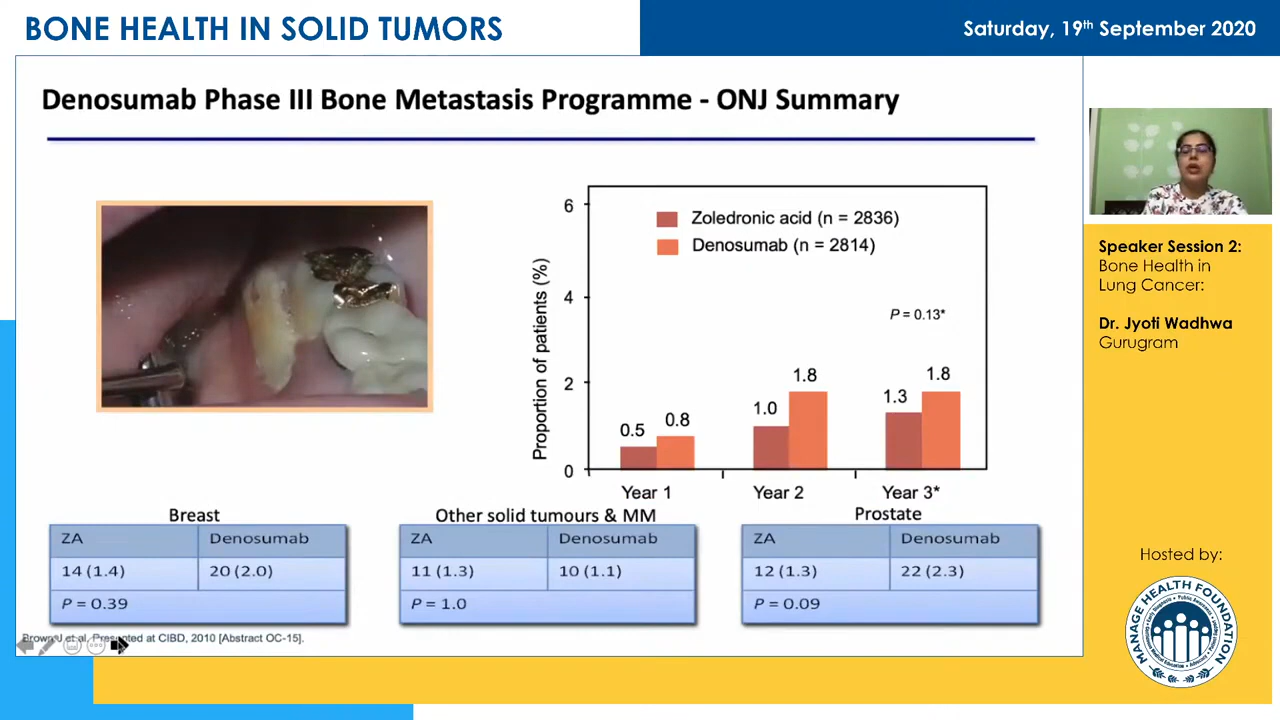 BONE HEALTH IN SOLID TUMORS
Saturday, 19th September 2020
Denosumab Phase III Bone Metastasis Programme - ONJ Summary
Proportion of patients (%)
6
4
2
0
Zoledronic acid (n = 2836)
Denosumab (n = 2814)
P = 0.13*
0.5
0.8
1.0
1.8
1.3
1.8
Year 1
Year 2
Year 3*
Breast
ZA
Denosumab
14 (1.4)
20 (2.0)
P = 0.39
Other solid tumours & MM
ZA
Denosumab
11 (1.3)
10 (1.1)
P = 1.0
Prostate
ZA
Denosumab
12 (1.3)
22 (2.3)
P = 0.09
Presented at CIBD, 2010 [Abstract OC-15].
Speaker Session 2:
Bone Health in
Lung Cancer:
Dr. Jyoti Wadhwa
Gurugram
Hosted by:
MANAGE HEALTH FOUNDATION